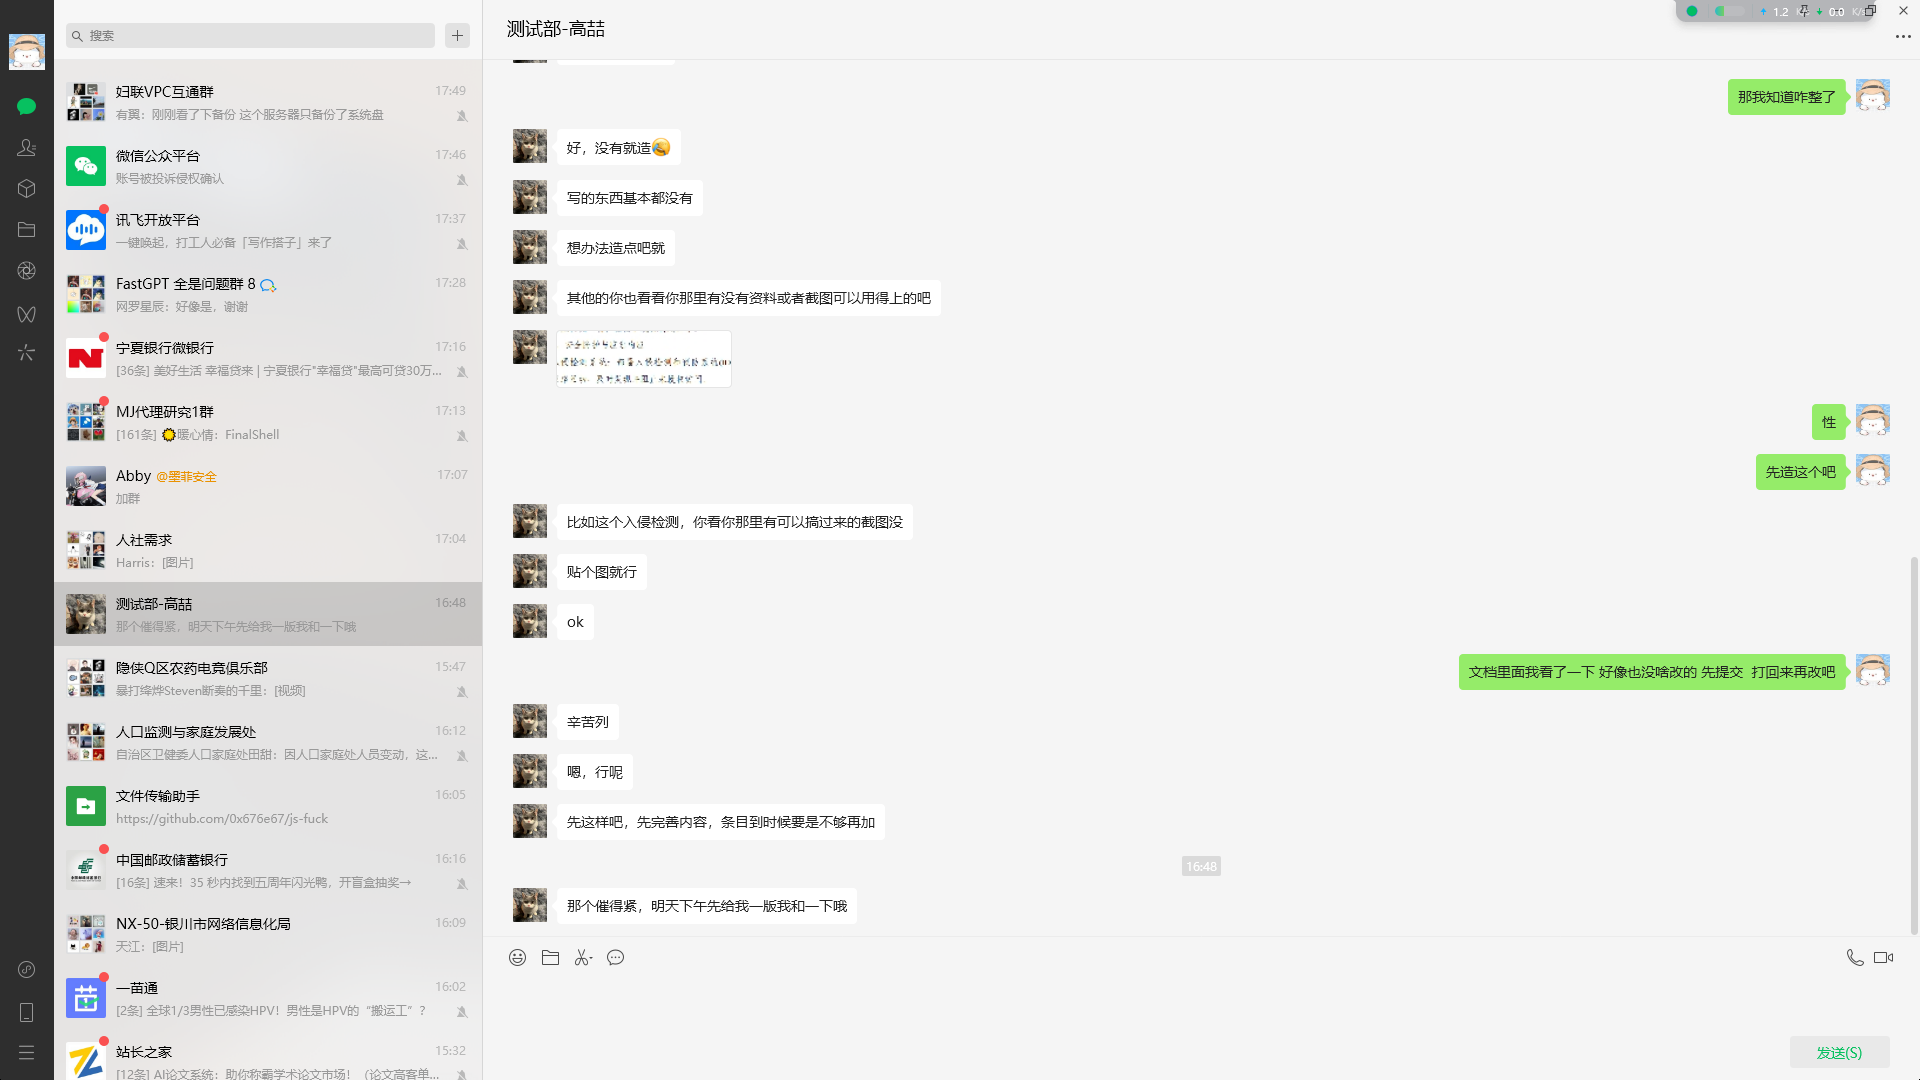 搜索
妇联VPC互通群
17:49
有翼：刚刚看了下备份 这个服务器只备份了系统盘
微信公众平台
17:46
账号被投诉侵权确认
讯飞开放平台
17:37
一键唤起，打工人必备「写作搭子」来了
FastGPT 全是问题群 8
17:28
网罗星辰：好像是，谢谢
宁夏银行微银行
17:16
[36条] 美好生活 幸福贷来 | 宁夏银行"幸福贷"最高可贷30万...
MJ代理研究1群
17:13
[161条] 暖心情：FinalShell
Abby @墨菲安全
17:07
加群
人社需求
17:04
Harris：[图片]
测试部-高喆
16:48
那个催得紧，明天下午先给我一版我和一下哦
隐侠Q区农药电竞俱乐部
15:47
暴打绛烨Steven断奏的千里：[视频]
人口监测与家庭发展处
16:12
自治区卫健委人口家庭处田甜：因人口家庭处人员变动，这...
文件传输助手
16:05
https://github.com/0x676e67/js-fuck
中国邮政储蓄银行
16:16
[16条] 速来！35 秒内找到五周年闪光鸭，开盲盒抽奖→
NX-50-银川市网络信息化局
16:09
天江：[图片]
一苗通
16:02
[2条] 全球1/3男性已感染HPV！男性是HPV的“搬运工”？
站长之家
15:32
[12条] AI论文系统：助你称霸学术论文市场！（论文高客单...
测试部-高喆
1.2
0.0
那我知道咋整了
好，没有就造
写的东西基本都没有
想办法造点吧就
其他的你也看看你那里有没有资料或者截图可以用得上的吧
性
先造这个吧
比如这个入侵检测，你看你那里有可以搞过来的截图没
贴个图就行
ok
文档里面我看了一下 好像也没啥改的 先提交  打回来再改吧
辛苦列
嗯，行呢
先这样吧，先完善内容，条目到时候要是不够再加
16:48
那个催得紧，明天下午先给我一版我和一下哦
发送(S)